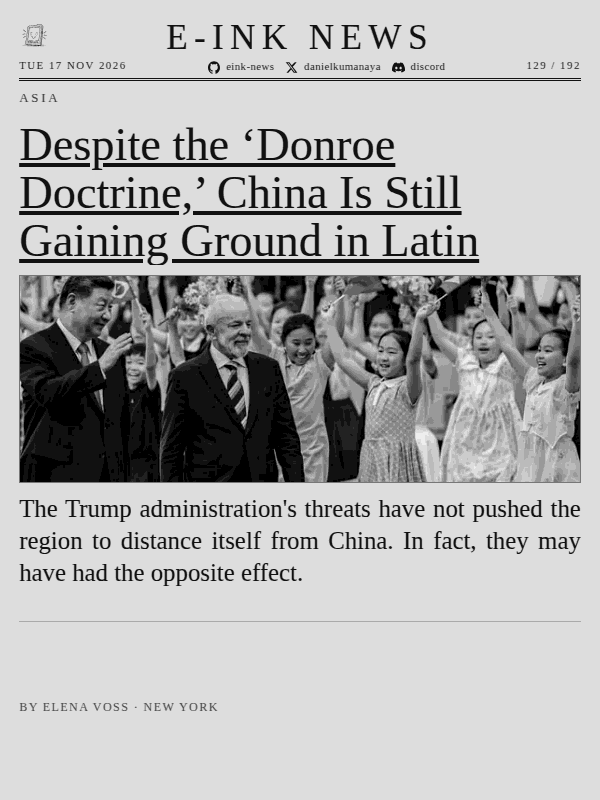 E-INK NEWS
TUE 17 NOV 2026
eink-news
danielkumanaya
discord
129 / 192
ASIA
Despite the ‘Donroe
Doctrine,’ China Is Still
Gaining Ground in Latin
The Trump administration's threats have not pushed the
region to distance itself from China. In fact, they may
have had the opposite effect.
BY ELENA VOSS · NEW YORK